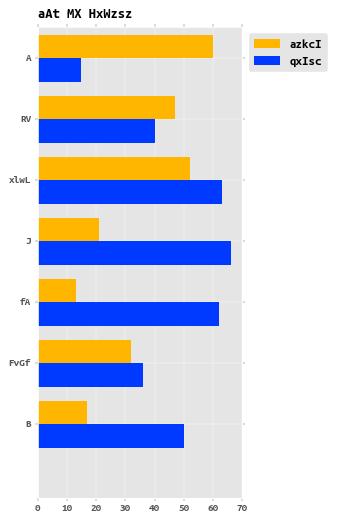 aAt MX HxWzsz
azkcI
qxIsc
A
RV
xlwL
J
fA
FvGf
B
0 10 20 30 40 50 60 70